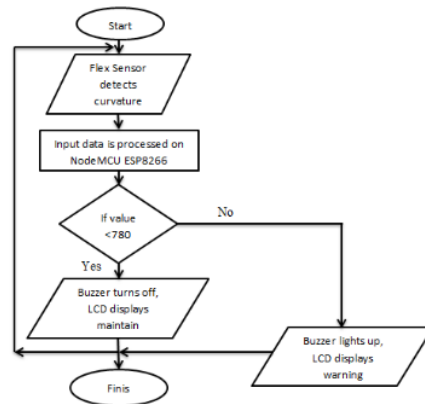 Start
Flex Sensor
detects
curvature
Input data is processed on
NodeMCU ESP8266
If value
<780
No
Yes
Buzzer turns off,
LCD displays
maintain
Buzzer lights up,
LCD displays
warning
Finis